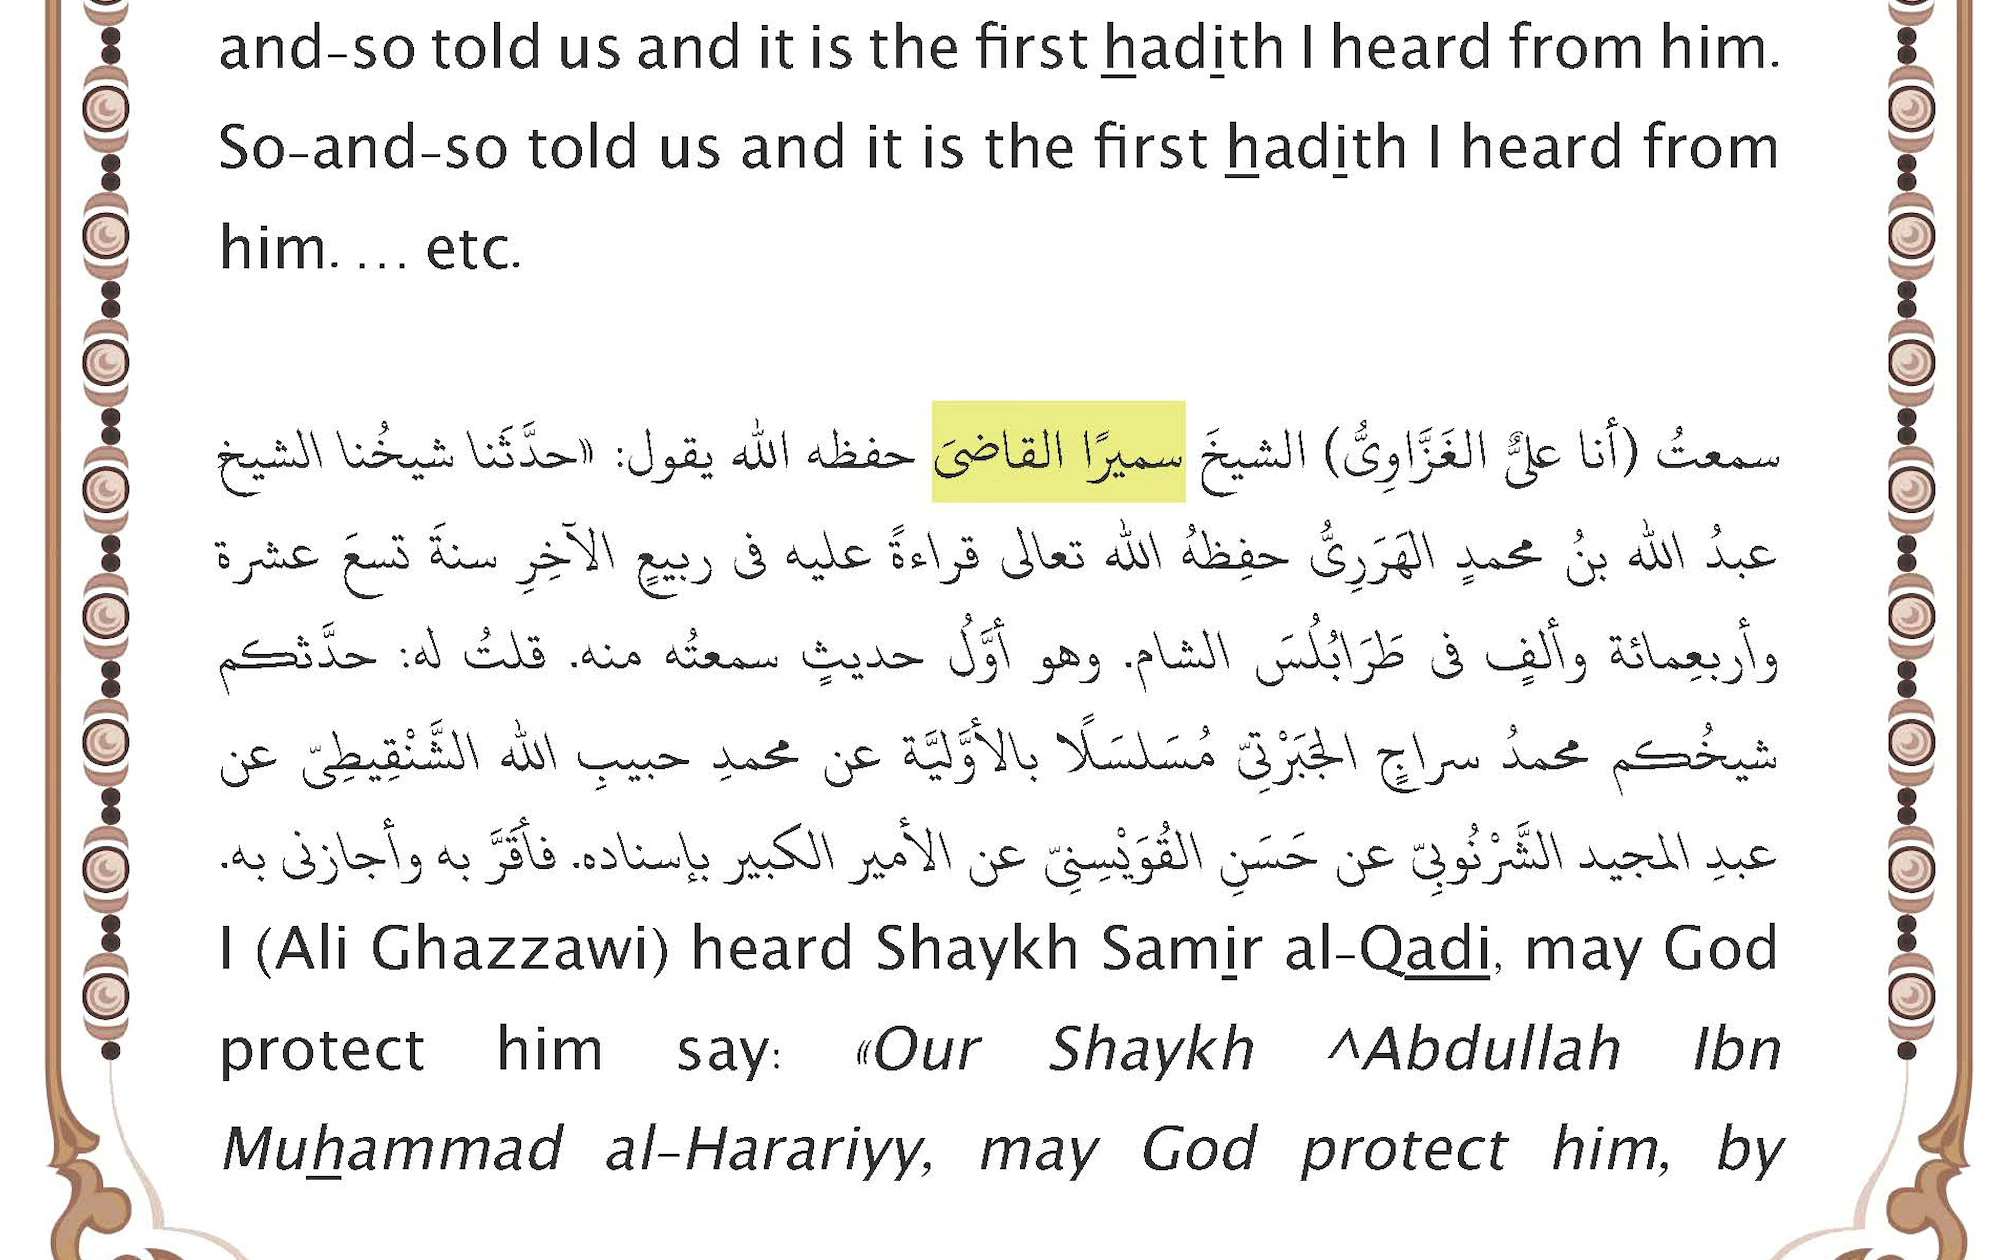 and-so told us and it is the first hadith I heard from him.
So-and-so told us and it is the first hadith I heard from
him. ... etc.
سمعتُ (أنا علىٌّ الغَزَّاوِىُّ) الشيخَ سميرًا القاضىَ حفظه الله يقول: «حدَّثَنا شيخُنا الشيخ
عبدُ الله بنُ محمدٍ الهَرَرِىُّ حفِظهُ الله تعالى قراءةً عليه فى ربيعٍ الآخِرِ سنةَ تسعَ عشرة
وأربعِمائة وألفٍ فى طَرَابُلُسَ الشام. وهو أوَّلُ حديثٍ سمعتُه منه. قلتُ له: حدَّثكم
شيخُكم محمدُ سراجٍ الجَبَرْتِىّ مُسَلسَلًا بالأوَّليَّة عن محمدِ حبيبِ الله الشَّنْقِيطِىّ عن
عبدِ المجيد الشَّرْنُوبِىّ عن حَسَنِ القُوَيْسِنِىّ عن الأمير الكبير بإسناده. فأَقَرَّ به وأجازنى به.
I (Ali Ghazzawi) heard Shaykh Samir al-Qadi, may God
protect him say: «Our Shaykh ^Abdullah Ibn
Muhammad al-Harariyy, may God protect him, by